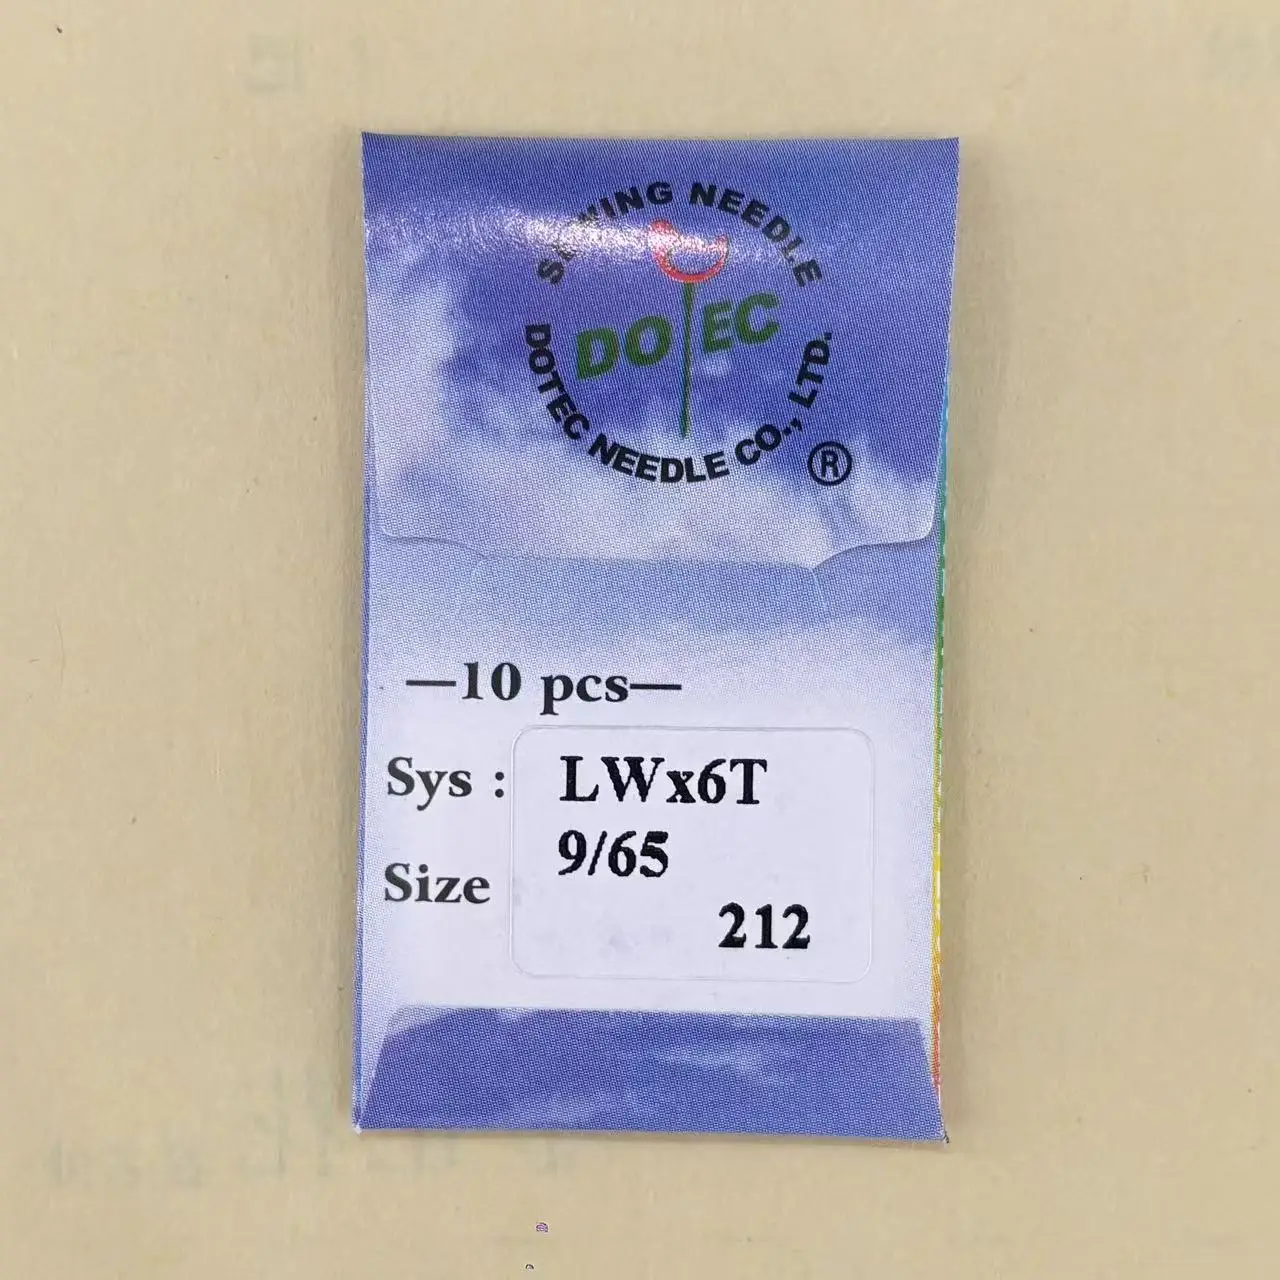 SEWING NEEDLE
DOTEC
DOTEC NEEDLE CO., LTD.
®
—10 pcs—
Sys : LWx6T
Size 9/65
212